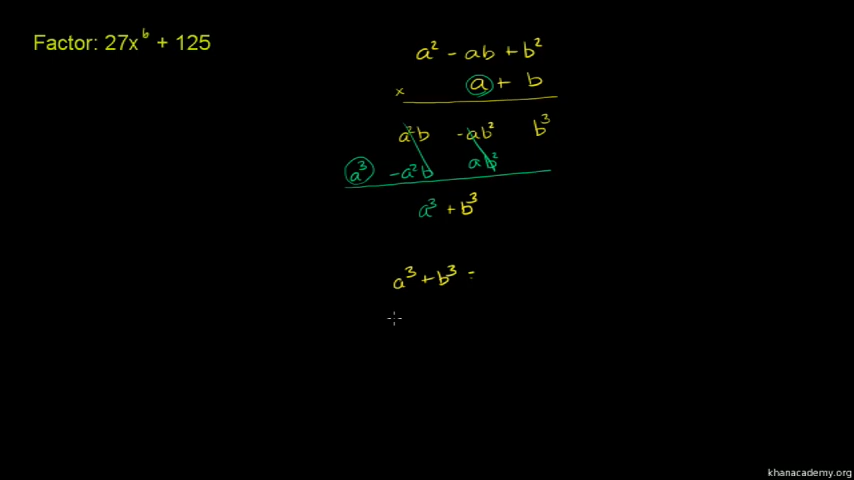 Factor: 27x⁶ + 125
a² - ab + b²
x a + b
a²b -ab² b³
a³ -a²b ab²
a³ + b³
a³ + b³ =
khanacademy.org